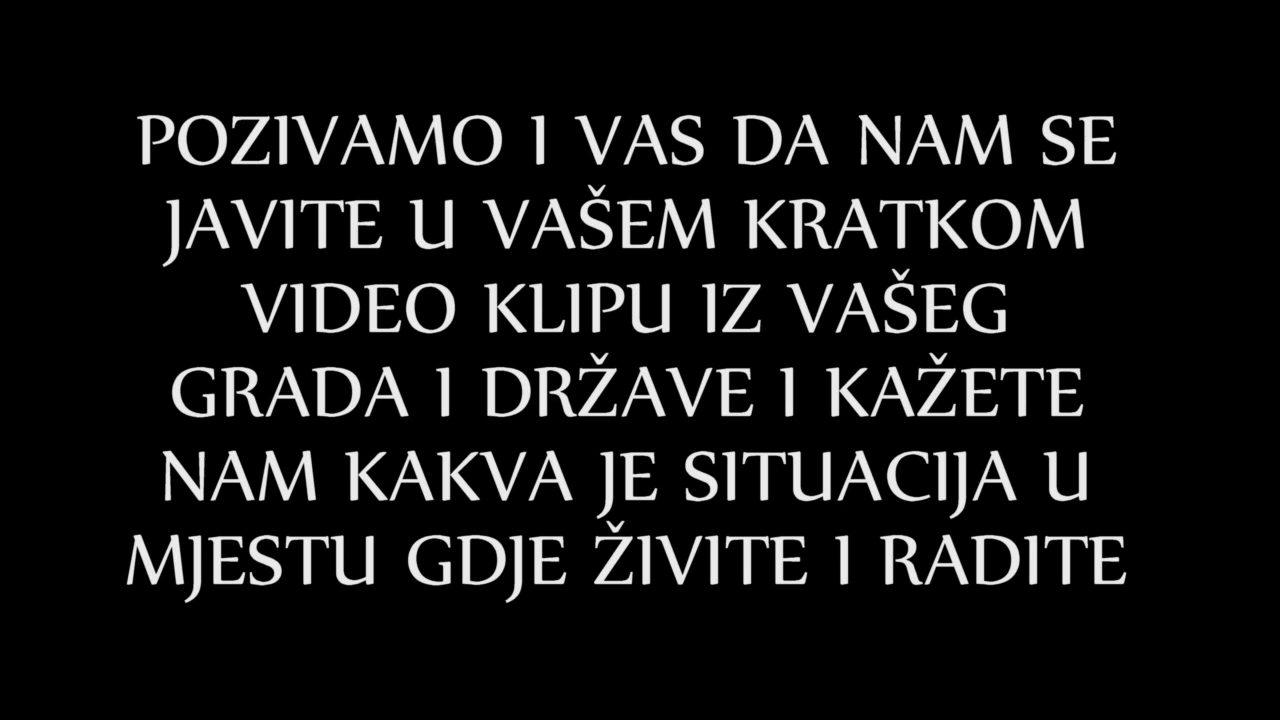 POZIVAMO I VAS DA NAM SE
JAVITE U VAŠEM KRATKOM
VIDEO KLIPU IZ VAŠEG
GRADA I DRŽAVE I KAŽETE
NAM KAKVA JE SITUACIJA U
MJESTU GDJE ŽIVITE I RADITE